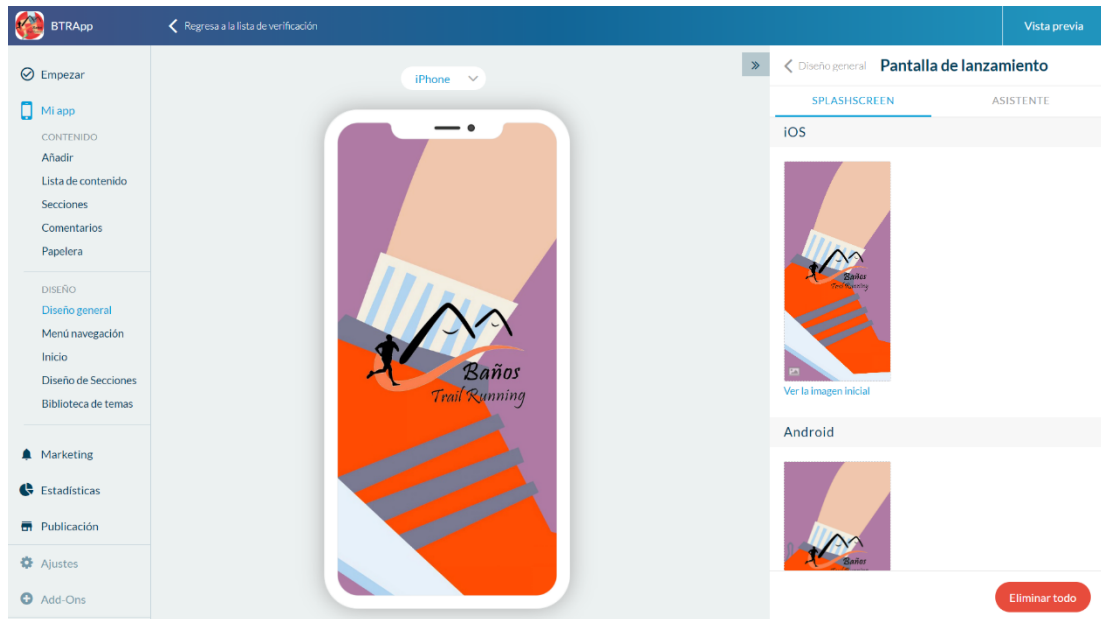 BTRApp
Regresa a la lista de verificación
Vista previa
Empezar
Mi app
CONTENIDO
Añadir
Lista de contenido
Secciones
Comentarios
Papelera
DISEÑO
Diseño general
Menú navegación
Inicio
Diseño de Secciones
Biblioteca de temas
Marketing
Estadísticas
Publicación
Ajustes
Add-Ons
iPhone
Baños
Trail Running
Diseño general
Pantalla de lanzamiento
SPLASHSCREEN
ASISTENTE
iOS
Baños
Trail Running
Ver la imagen inicial
Android
Baños
Eliminar todo